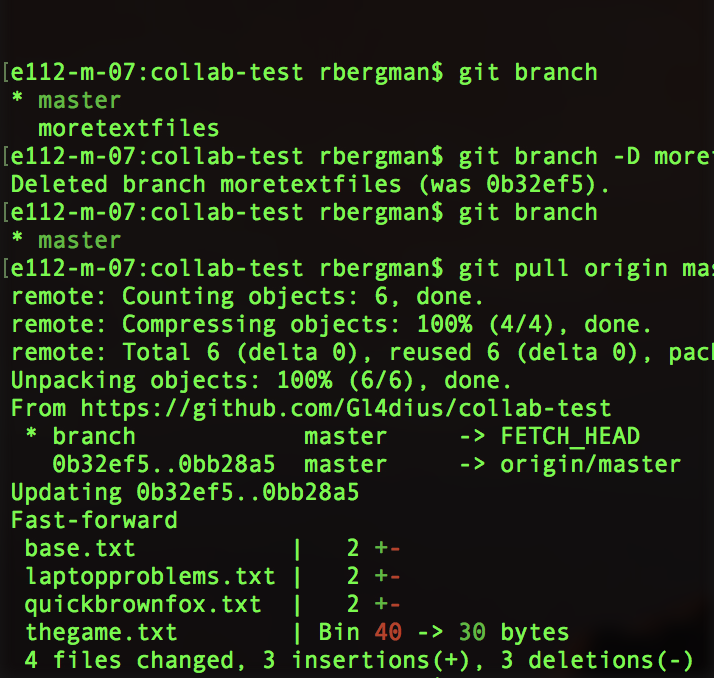 [e112-m-07:collab-test rbergman$ git branch
* master
  moretextfiles
[e112-m-07:collab-test rbergman$ git branch -D moret
Deleted branch moretextfiles (was 0b32ef5).
[e112-m-07:collab-test rbergman$ git branch
* master
[e112-m-07:collab-test rbergman$ git pull origin mas
remote: Counting objects: 6, done.
remote: Compressing objects: 100% (4/4), done.
remote: Total 6 (delta 0), reused 6 (delta 0), pack
Unpacking objects: 100% (6/6), done.
From https://github.com/Gl4dius/collab-test
 * branch            master     -> FETCH_HEAD
   0b32ef5..0bb28a5  master     -> origin/master
Updating 0b32ef5..0bb28a5
Fast-forward
 base.txt           |   2 +-
 laptopproblems.txt |   2 +-
 quickbrownfox.txt  |   2 +-
 thegame.txt        | Bin 40 -> 30 bytes
 4 files changed, 3 insertions(+), 3 deletions(-)